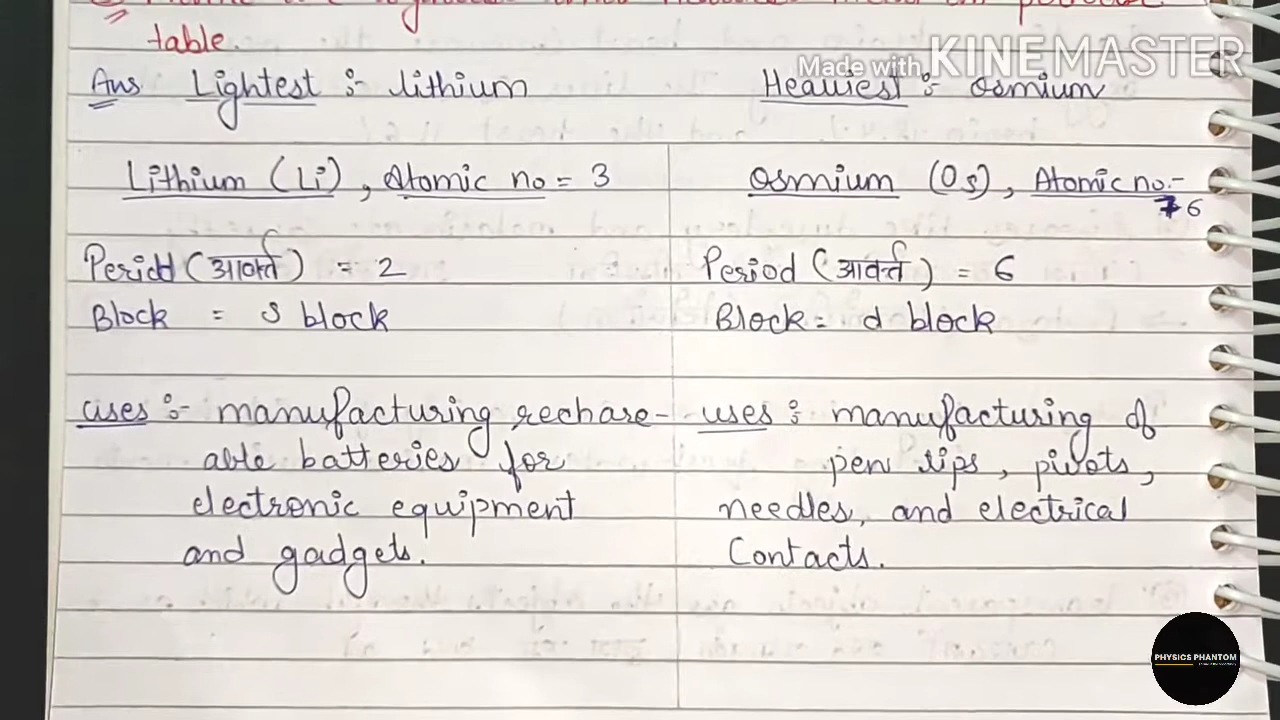 table.
Made with KINEMASTER
Ans Lightest :- lithium Heaviest :- osmium
Lithium (Li), Atomic no = 3
Osmium (Os), Atomic no.- 76
Period (आवर्त) = 2
Period (आवर्त) = 6
Block = s block
Block = d block
uses :- manufacturing rechare-
able batteries for
electronic equipment
and gadgets.
uses :- manufacturing of
pen tips, pivots,
needles, and electrical
Contacts.
PHYSICS PHANTOM